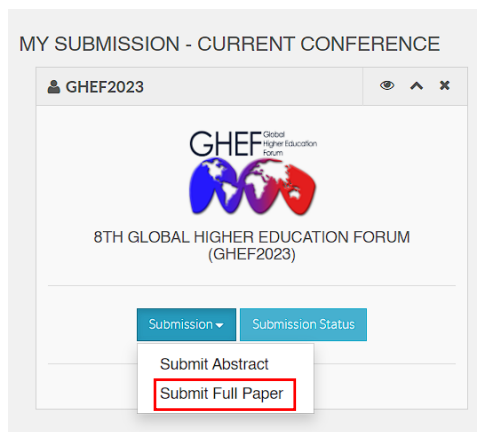 MY SUBMISSION - CURRENT CONFERENCE
GHEF2023
GHEF Global
Higher Education
Forum
8TH GLOBAL HIGHER EDUCATION FORUM
(GHEF2023)
Submission
Submission Status
Submit Abstract
Submit Full Paper